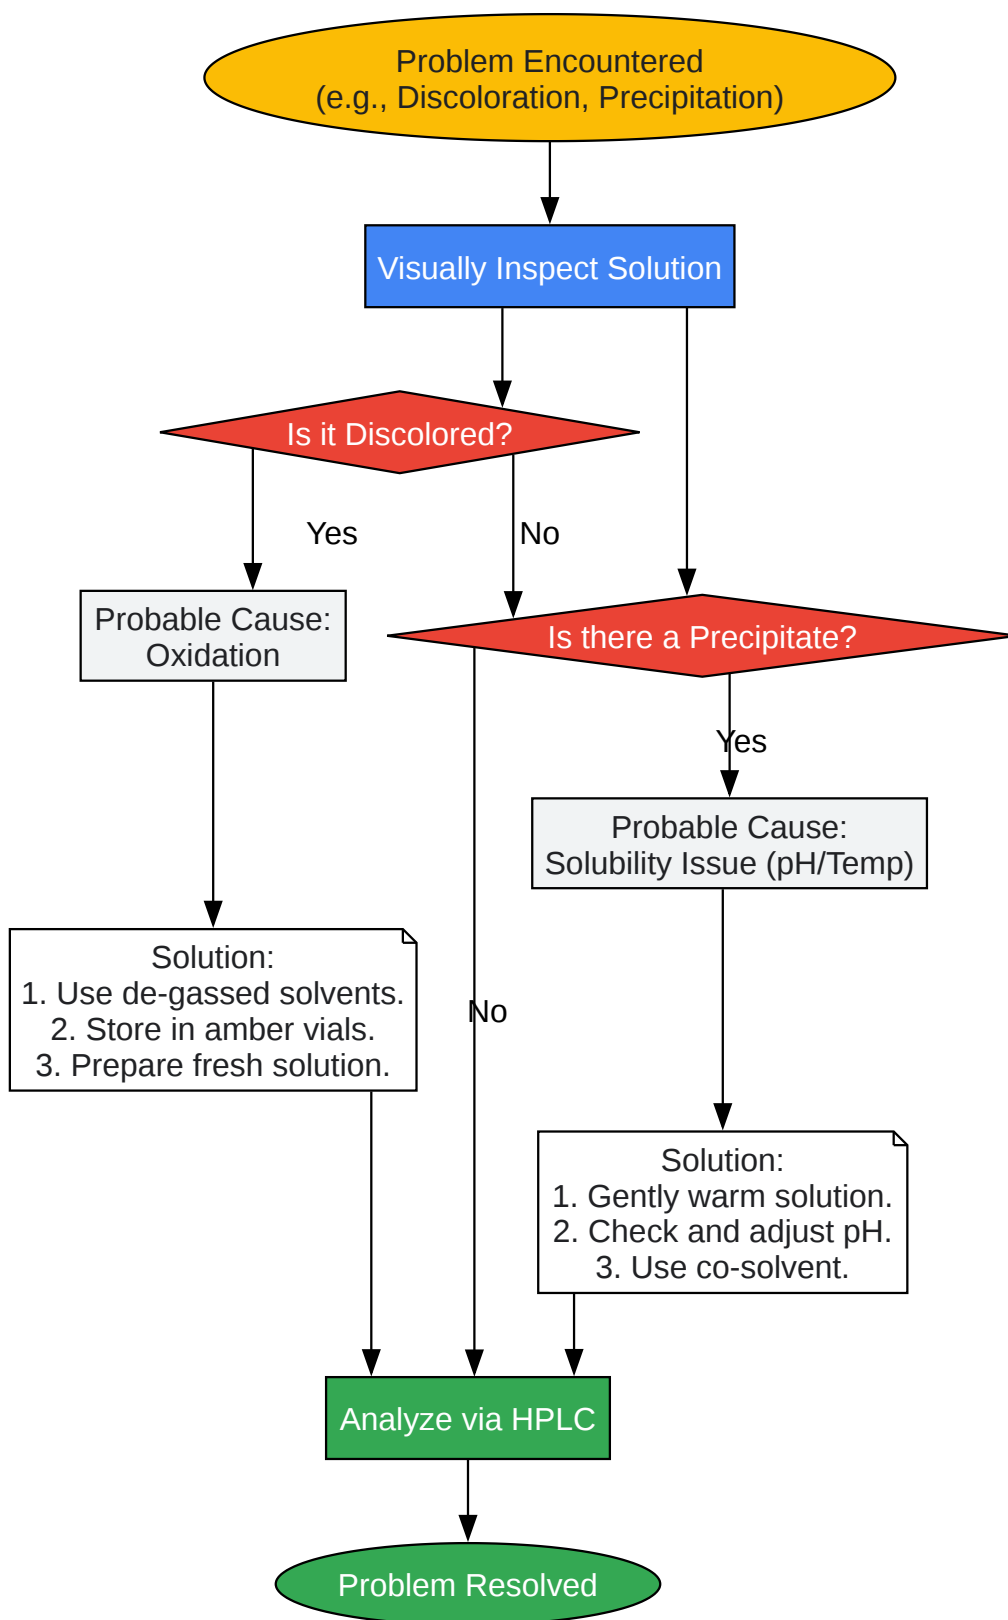 Problem Encountered
(e.g., Discoloration, Precipitation)
Visually Inspect Solution
Is it Discolored?
Yes
No
Probable Cause:
Oxidation
Is there a Precipitate?
Yes
Probable Cause:
Solubility Issue (pH/Temp)
Solution:
1. Use de-gassed solvents.
2. Store in amber vials.
3. Prepare fresh solution.
No
Solution:
1. Gently warm solution.
2. Check and adjust pH.
3. Use co-solvent.
Analyze via HPLC
Problem Resolved